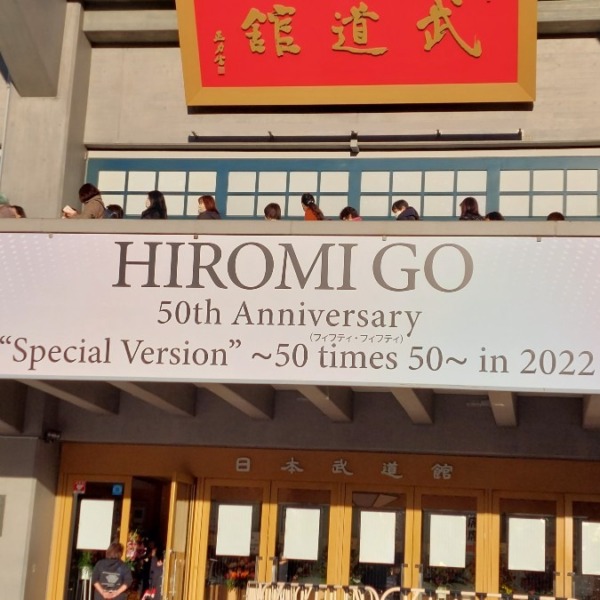 武道館
HIROMI GO
50th Anniversary
(フィフティ・フィフティ)
“Special Version” ~50 times 50~ in 2022
日本武道館